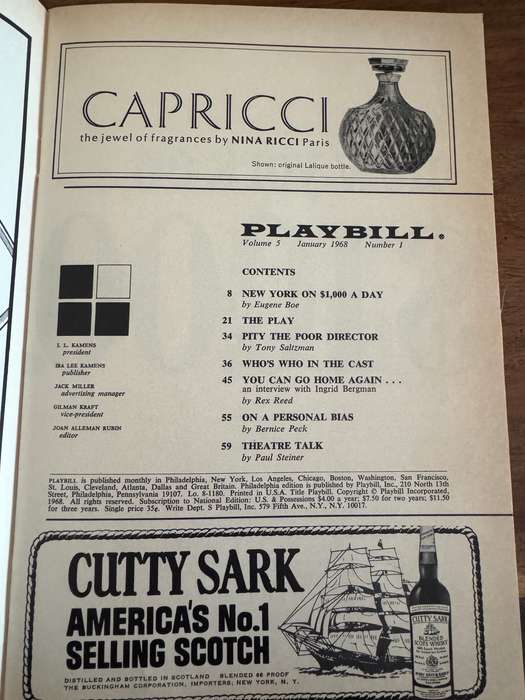 CAPRICCI
the jewel of fragrances by NINA RICCI Paris
Shown: original Lalique bottle.
PLAYBILL®
Volume 5 January 1968 Number 1
CONTENTS
8 NEW YORK ON $1,000 A DAY
by Eugene Boe
21 THE PLAY
34 PITY THE POOR DIRECTOR
by Tony Saltzman
36 WHO'S WHO IN THE CAST
45 YOU CAN GO HOME AGAIN . . .
an interview with Ingrid Bergman
by Rex Reed
55 ON A PERSONAL BIAS
by Bernice Peck
59 THEATRE TALK
by Paul Steiner
I. L. KAMENS
president
IRA LEE KAMENS
publisher
JACK MILLER
advertising manager
GILMAN KRAFT
vice-president
JOAN ALLEMAN RUBIN
editor
PLAYBILL is published monthly in Philadelphia, New York, Los Angeles, Chicago, Boston, Washington, San Francisco,
St. Louis, Cleveland, Atlanta, Dallas and Great Britain. Philadelphia edition is published by Playbill, Inc., 210 North 13th
Street, Philadelphia, Pennsylvania 19107. Lo. 8-1180. Printed in U.S.A. Title Playbill. Copyright © Playbill Incorporated,
1968. All rights reserved. Subscription to National Edition: U.S. & Possessions $4.00 a year; $7.50 for two years; $11.50
for three years. Single price 35¢. Write Dept. S Playbill, Inc. 579 Fifth Ave., N.Y., N.Y. 10017.
CUTTY SARK
AMERICA'S No.1
SELLING SCOTCH
DISTILLED AND BOTTLED IN SCOTLAND BLENDED 86 PROOF
THE BUCKINGHAM CORPORATION, IMPORTERS; NEW YORK, N. Y.
CUTTY SARK
BLENDED
SCOTS WHISKY